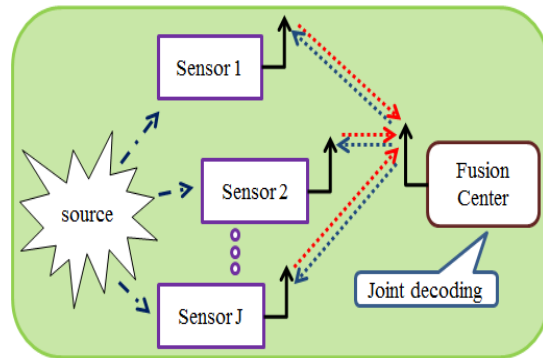 Sensor 1
source
Sensor 2
Fusion
Center
Sensor J
Joint decoding